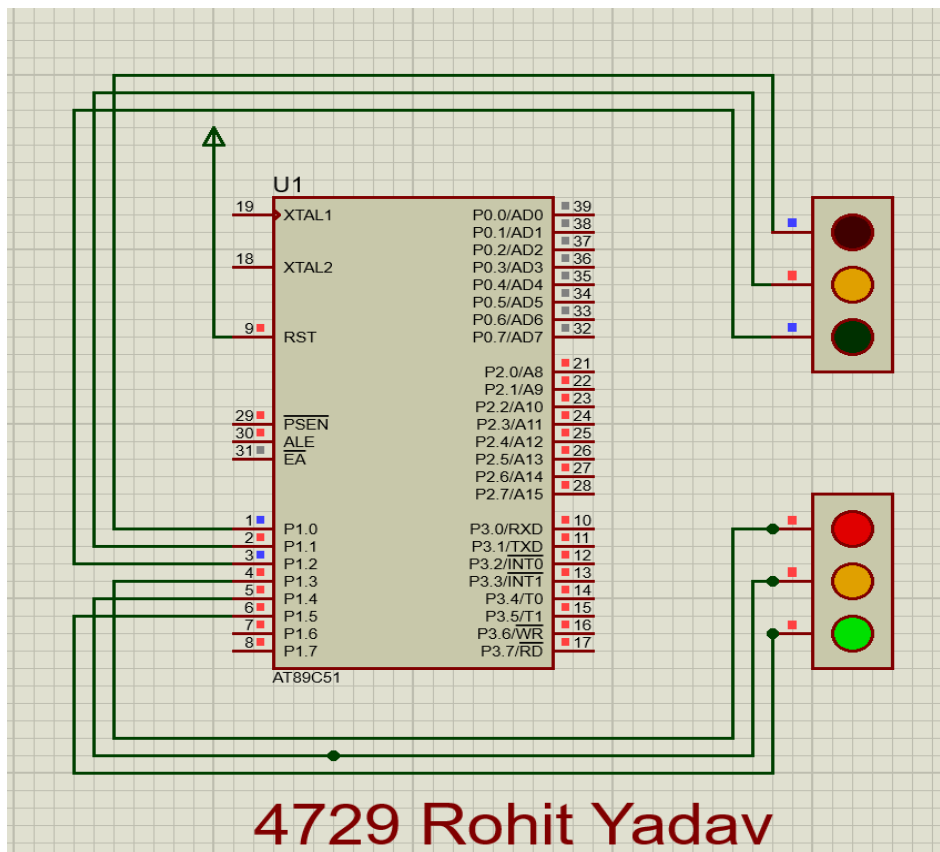 U1
19 XTAL1 P0.0/AD0 39
P0.1/AD1 38
P0.2/AD2 37
18 XTAL2 P0.3/AD3 36
P0.4/AD4 35
P0.5/AD5 34
P0.6/AD6 33
9 RST P0.7/AD7 32
P2.0/A8 21
P2.1/A9 22
P2.2/A10 23
29 PSEN P2.3/A11 24
30 ALE P2.4/A12 25
31 EA P2.5/A13 26
P2.6/A14 27
P2.7/A15 28
1 P1.0 P3.0/RXD 10
2 P1.1 P3.1/TXD 11
3 P1.2 P3.2/INT0 12
4 P1.3 P3.3/INT1 13
5 P1.4 P3.4/T0 14
6 P1.5 P3.5/T1 15
7 P1.6 P3.6/WR 16
8 P1.7 P3.7/RD 17
AT89C51
4729 Rohit Yadav